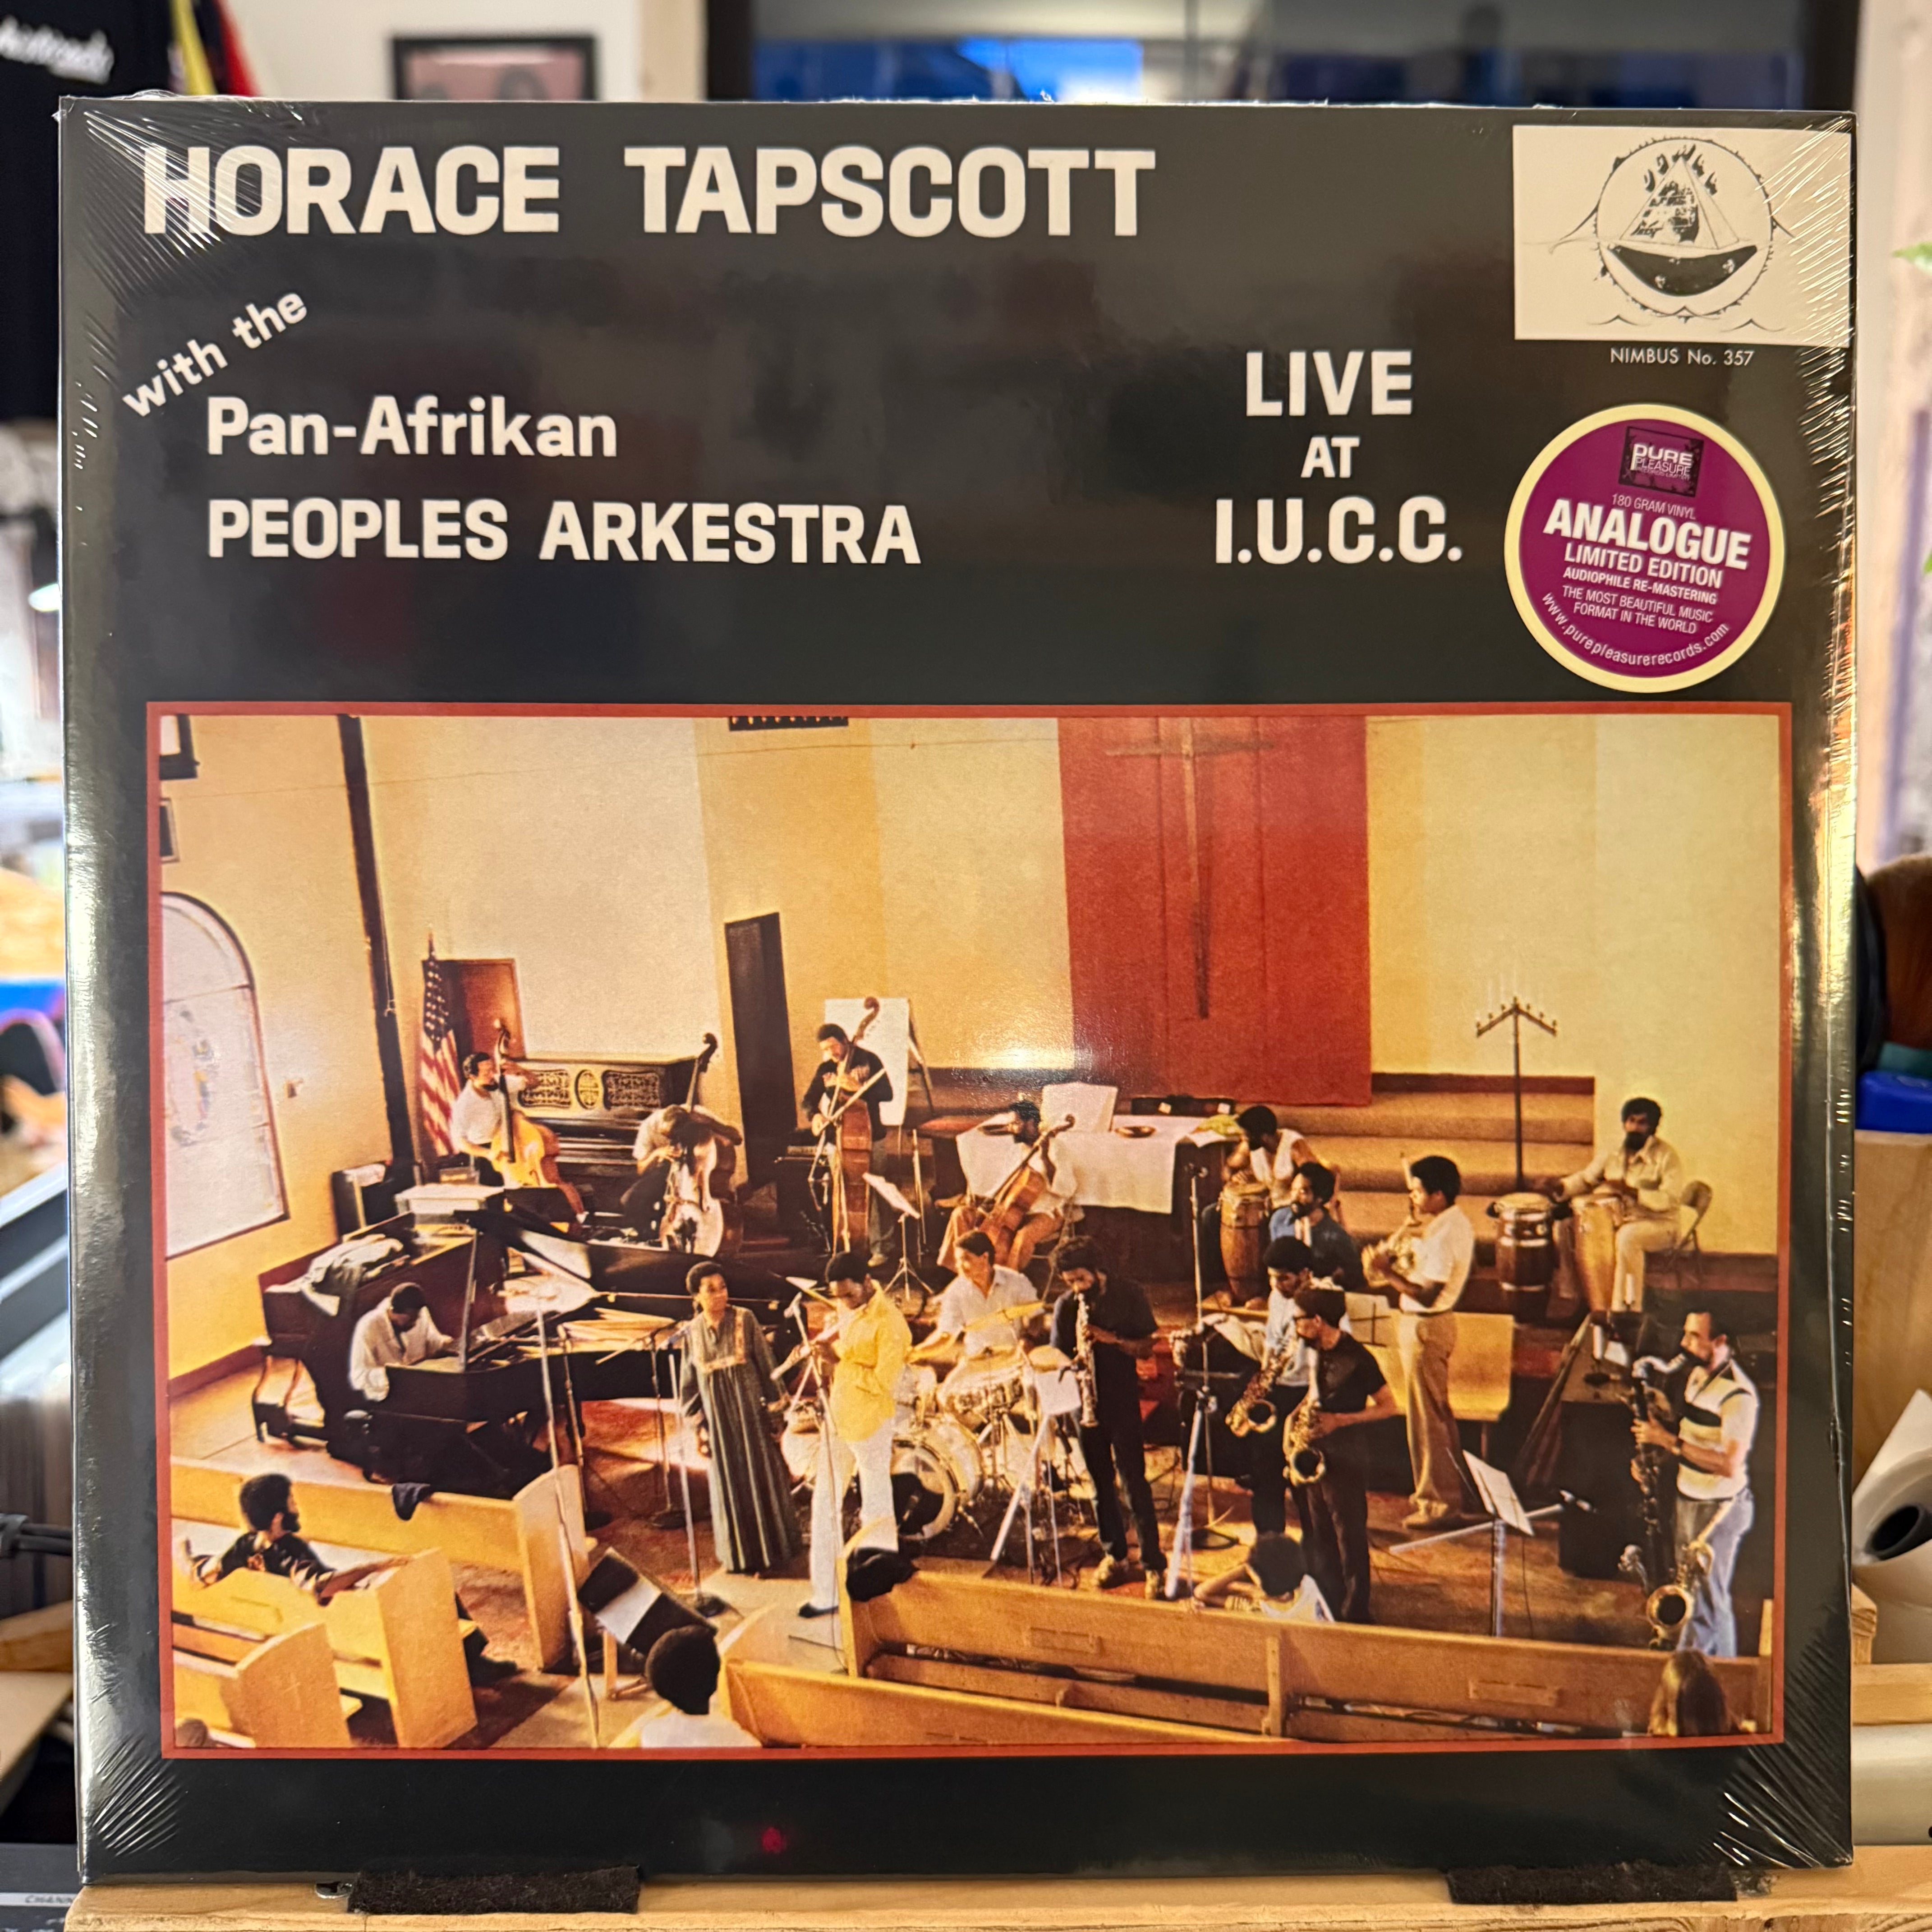 HORACE TAPSCOTT
with the
Pan-Afrikan
PEOPLES ARKESTRA
LIVE
AT
I.U.C.C.
NIMBUS No. 357
PURE
PLEASURE
180 GRAM VINYL
ANALOGUE
LIMITED EDITION
AUDIOPHILE RE-MASTERING
THE MOST BEAUTIFUL MUSIC
FORMAT IN THE WORLD
www.purepleasurerecords.com